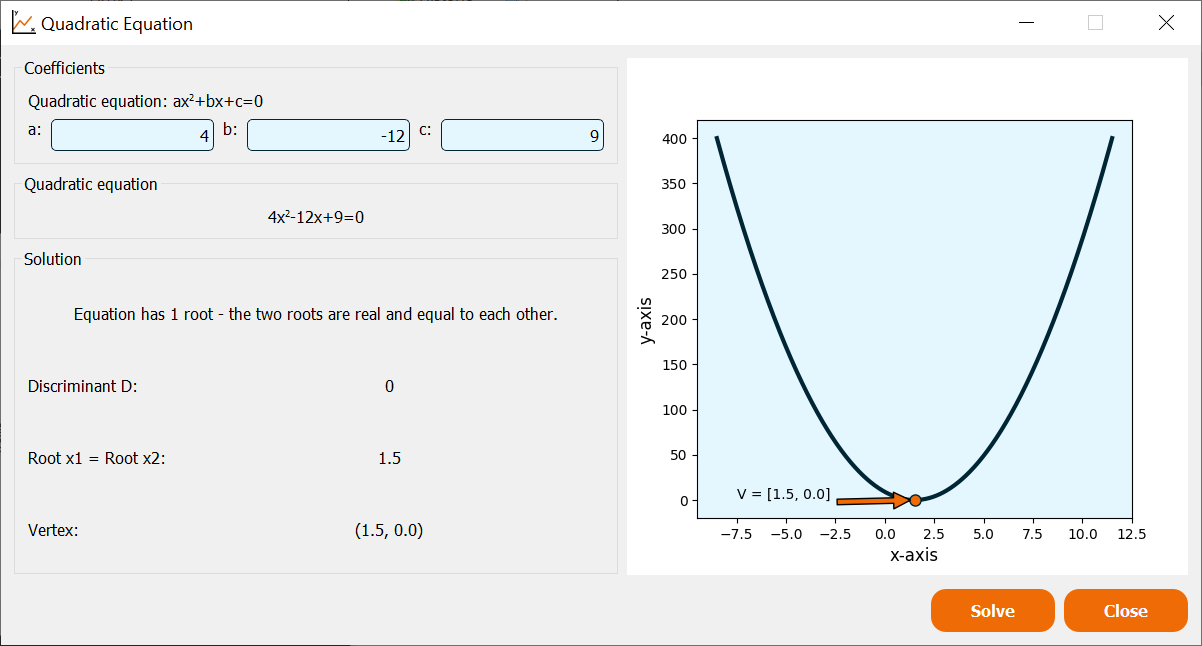 Quadratic Equation
Coefficients
Quadratic equation: ax²+bx+c=0
a: 4 b: -12 c: 9
Quadratic equation
4x²-12x+9=0
Solution
Equation has 1 root - the two roots are real and equal to each other.
Discriminant D: 0
Root x1 = Root x2: 1.5
Vertex: (1.5, 0.0)
y-axis
400
350
300
250
200
150
100
50
0
V = [1.5, 0.0]
−7.5 −5.0 −2.5 0.0 2.5 5.0 7.5 10.0 12.5
x-axis
Solve Close